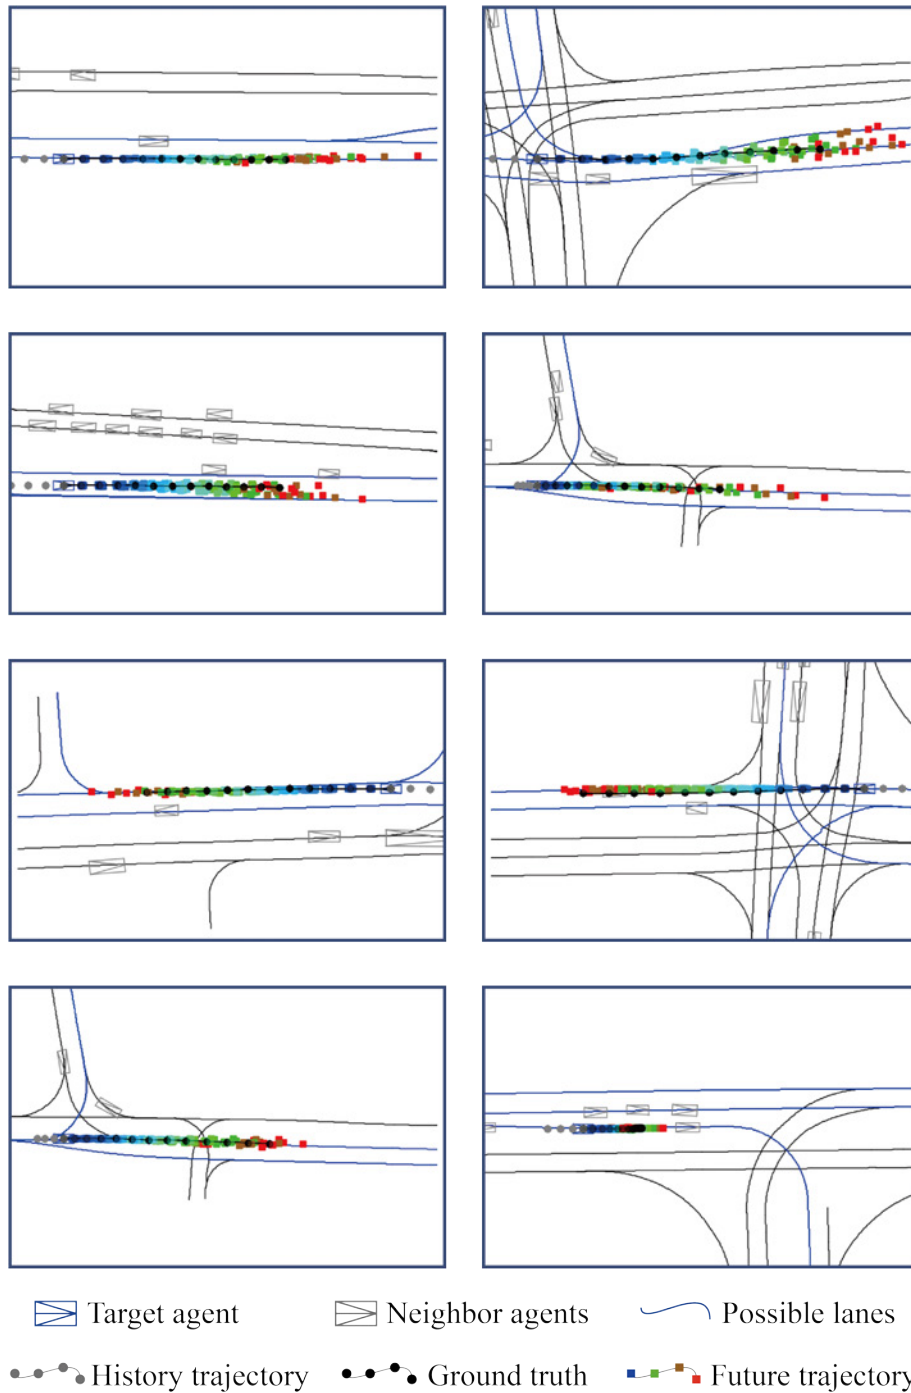 Target agent
Neighbor agents
Possible lanes
History trajectory
Ground truth
Future trajectory